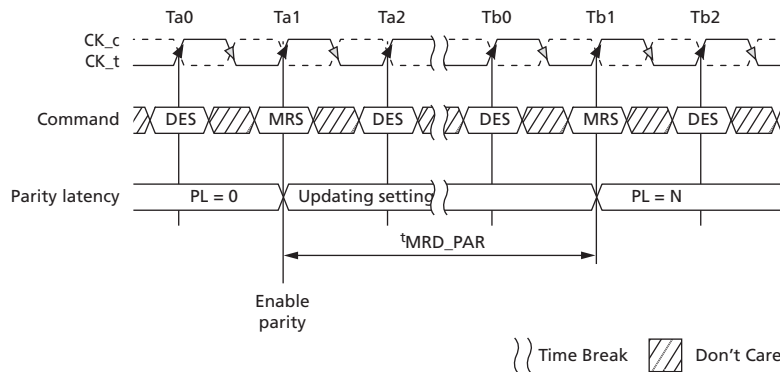 Ta0 Ta1 Ta2 Tb0 Tb1 Tb2
CK_c
CK_t
Command DES MRS DES DES MRS DES
Parity latency PL = 0 Updating setting PL = N
tMRD_PAR
Enable
parity
Time Break Don't Care